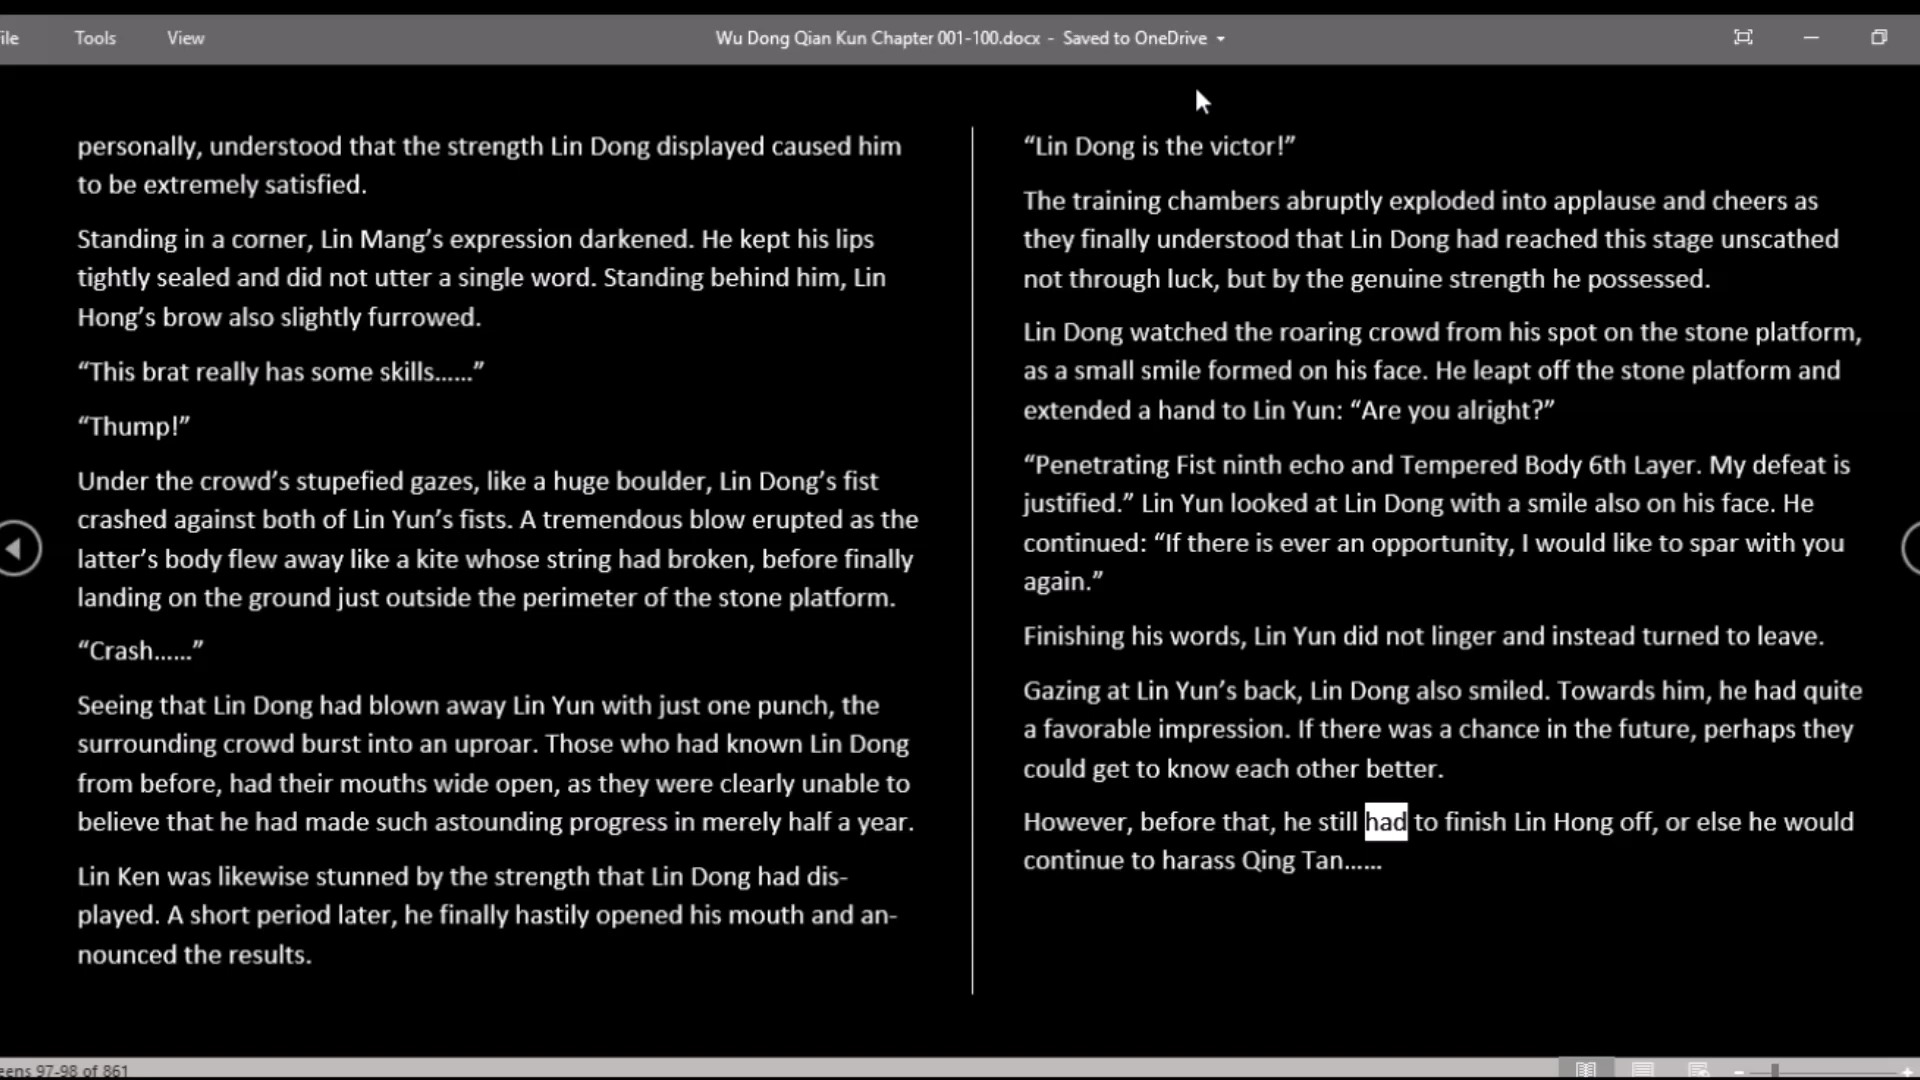 Tools
View
Wu Dong Qian Kun Chapter 001-100.docx - Saved to OneDrive
personally, understood that the strength Lin Dong displayed caused him
to be extremely satisfied.
Standing in a corner, Lin Mang’s expression darkened. He kept his lips
tightly sealed and did not utter a single word. Standing behind him, Lin
Hong’s brow also slightly furrowed.
“This brat really has some skills......”
“Thump!”
Under the crowd’s stupefied gazes, like a huge boulder, Lin Dong’s fist
crashed against both of Lin Yun’s fists. A tremendous blow erupted as the
latter’s body flew away like a kite whose string had broken, before finally
landing on the ground just outside the perimeter of the stone platform.
“Crash......”
Seeing that Lin Dong had blown away Lin Yun with just one punch, the
surrounding crowd burst into an uproar. Those who had known Lin Dong
from before, had their mouths wide open, as they were clearly unable to
believe that he had made such astounding progress in merely half a year.
Lin Ken was likewise stunned by the strength that Lin Dong had dis-
played. A short period later, he finally hastily opened his mouth and an-
nounced the results.
“Lin Dong is the victor!”
The training chambers abruptly exploded into applause and cheers as
they finally understood that Lin Dong had reached this stage unscathed
not through luck, but by the genuine strength he possessed.
Lin Dong watched the roaring crowd from his spot on the stone platform,
as a small smile formed on his face. He leapt off the stone platform and
extended a hand to Lin Yun: “Are you alright?”
“Penetrating Fist ninth echo and Tempered Body 6th Layer. My defeat is
justified.” Lin Yun looked at Lin Dong with a smile also on his face. He
continued: “If there is ever an opportunity, I would like to spar with you
again.”
Finishing his words, Lin Yun did not linger and instead turned to leave.
Gazing at Lin Yun’s back, Lin Dong also smiled. Towards him, he had quite
a favorable impression. If there was a chance in the future, perhaps they
could get to know each other better.
However, before that, he still had to finish Lin Hong off, or else he would
continue to harass Qing Tan......
97-98 of 861